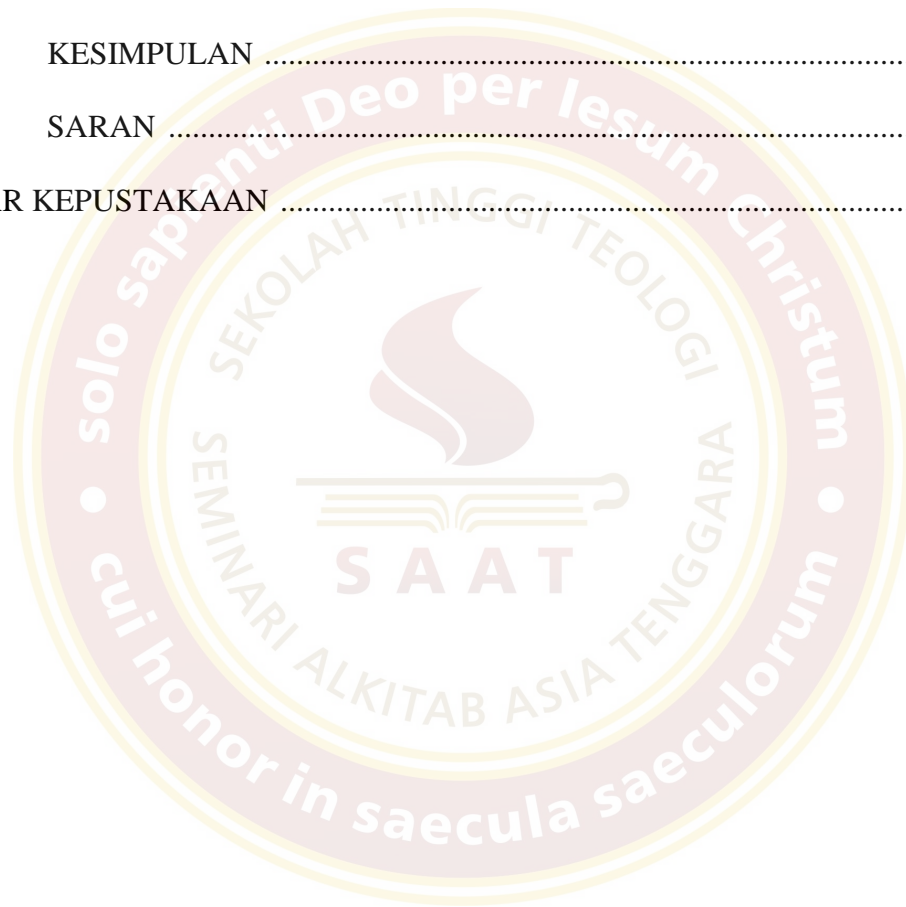 KESIMPULAN ....................................................................................................
SARAN ...................................................................................................................
AR KEPUSTAKAAN .................................................................................................
solo sapienti Deo per Iesum Christum
cui honor in saecula saeculorum
SEKOLAH TINGGI TEOLOGI
SEMINARI ALKITAB ASIA TENGGARA
SAAT